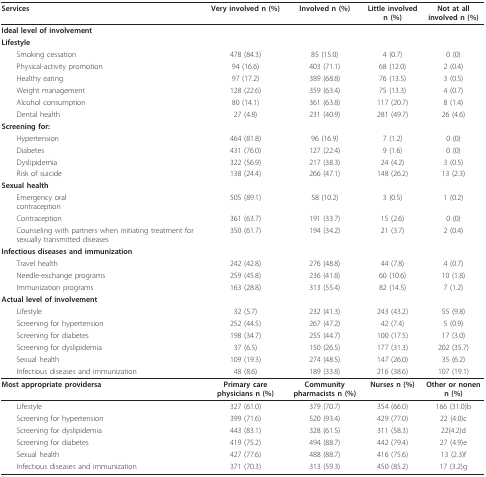 Services Very involved n (%) Involved n (%) Little involved n (%) Not at all involved n (%)
Ideal level of involvement
Lifestyle
Smoking cessation 478 (84.3) 85 (15.0) 4 (0.7) 0 (0)
Physical-activity promotion 94 (16.6) 403 (71.1) 68 (12.0) 2 (0.4)
Healthy eating 97 (17.2) 389 (68.8) 76 (13.5) 3 (0.5)
Weight management 128 (22.6) 359 (63.4) 75 (13.3) 4 (0.7)
Alcohol consumption 80 (14.1) 361 (63.8) 117 (20.7) 8 (1.4)
Dental health 27 (4.8) 231 (40.9) 281 (49.7) 26 (4.6)
Screening for:
Hypertension 464 (81.8) 96 (16.9) 7 (1.2) 0 (0)
Diabetes 431 (76.0) 127 (22.4) 9 (1.6) 0 (0)
Dyslipidemia 322 (56.9) 217 (38.3) 24 (4.2) 3 (0.5)
Risk of suicide 138 (24.4) 266 (47.1) 148 (26.2) 13 (2.3)
Sexual health
Emergency oral 505 (89.1) 58 (10.2) 3 (0.5) 1 (0.2)
contraception
Contraception 361 (63.7) 191 (33.7) 15 (2.6) 0 (0)
Counseling with partners when initiating treatment for 350 (61.7) 194 (34.2) 21 (3.7) 2 (0.4)
sexually transmitted diseases
Infectious diseases and immunization
Travel health 242 (42.8) 276 (48.8) 44 (7.8) 4 (0.7)
Needle-exchange programs 259 (45.8) 236 (41.8) 60 (10.6) 10 (1.8)
Immunization programs 163 (28.8) 313 (55.4) 82 (14.5) 7 (1.2)
Actual level of involvement
Lifestyle 32 (5.7) 232 (41.3) 243 (43.2) 55 (9.8)
Screening for hypertension 252 (44.5) 267 (47.2) 42 (7.4) 5 (0.9)
Screening for diabetes 198 (34.7) 255 (44.7) 100 (17.5) 17 (3.0)
Screening for dyslipidemia 37 (6.5) 150 (26.5) 177 (31.3) 202 (35.7)
Sexual health 109 (19.3) 274 (48.5) 147 (26.0) 35 (6.2)
Infectious diseases and immunization 48 (8.6) 189 (33.8) 216 (38.6) 107 (19.1)
Most appropriate providersa Primary care physicians n (%) Community pharmacists n (%) Nurses n (%) Other or nonen n (%)
Lifestyle 327 (61.0) 379 (70.7) 354 (66.0) 166 (31.0)b
Screening for hypertension 399 (71.6) 520 (93.4) 429 (77.0) 22 (4.0)c
Screening for dyslipidemia 443 (83.1) 328 (61.5) 311 (58.3) 22(4.2)d
Screening for diabetes 419 (75.2) 494 (88.7) 442 (79.4) 27 (4.9)e
Sexual health 427 (77.6) 488 (88.7) 416 (75.6) 13 (2.3)f
Infectious diseases and immunization 371 (70.3) 313 (59.3) 450 (85.2) 17 (3.2)g